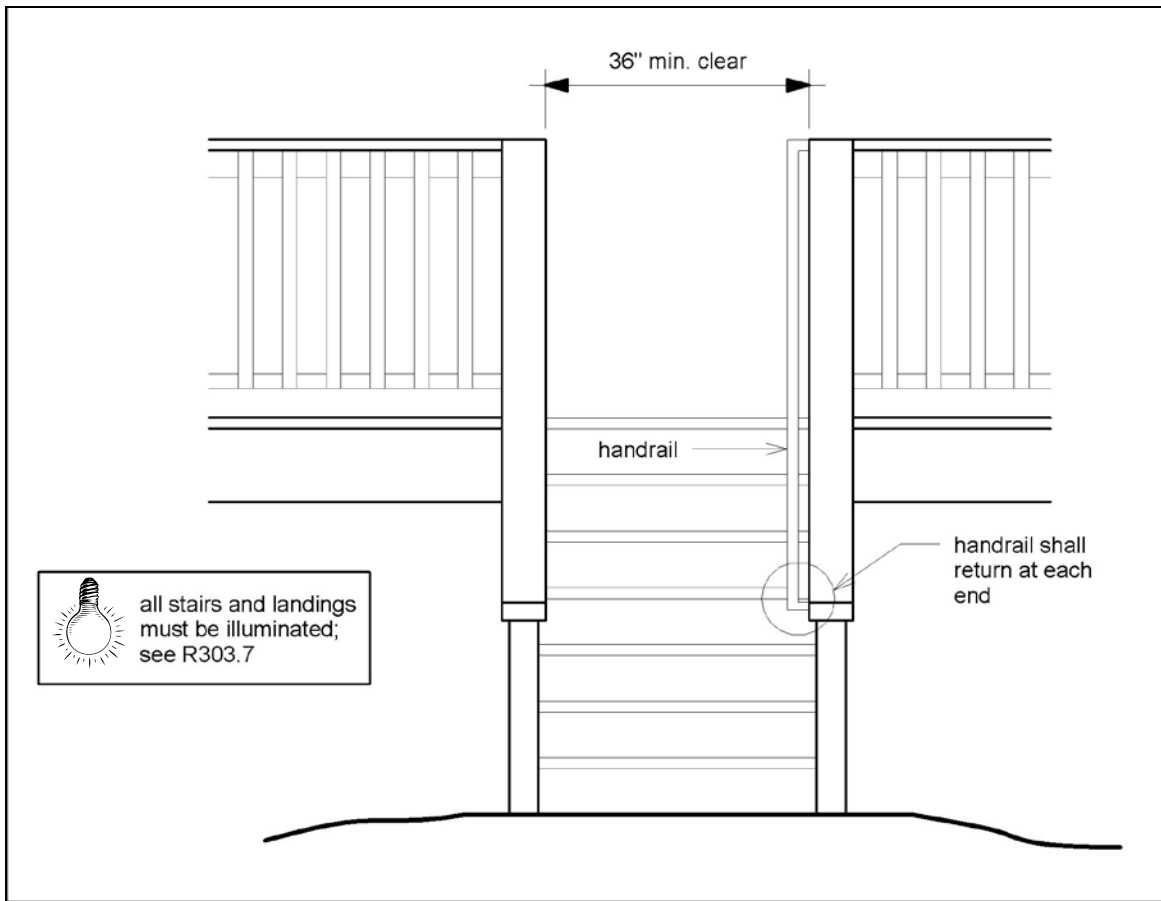 36" min. clear
handrail
handrail shall
return at each
end
all stairs and landings
must be illuminated;
see R303.7